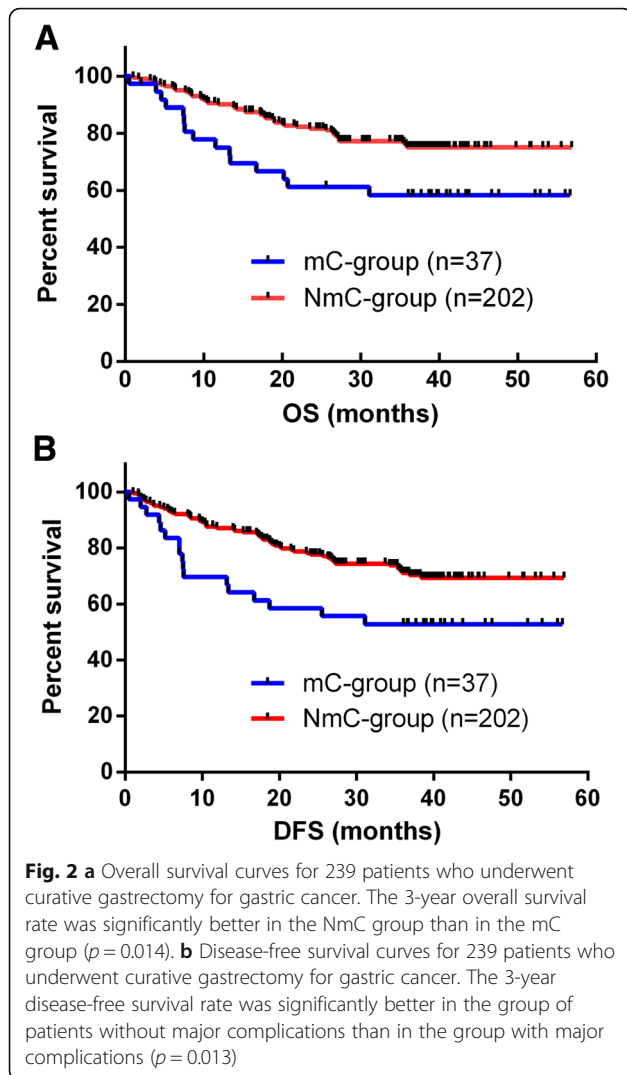 A
100
80
60
40
20
0
Percent survival
mC-group (n=37)
NmC-group (n=202)
0 10 20 30 40 50 60
OS (months)
B
100
80
60
40
20
0
Percent survival
mC-group (n=37)
NmC-group (n=202)
0 10 20 30 40 50 60
DFS (months)
Fig. 2 a Overall survival curves for 239 patients who underwent
curative gastrectomy for gastric cancer. The 3-year overall survival
rate was significantly better in the NmC group than in the mC
group (p = 0.014). b Disease-free survival curves for 239 patients who
underwent curative gastrectomy for gastric cancer. The 3-year
disease-free survival rate was significantly better in the group of
patients without major complications than in the group with major
complications (p = 0.013)